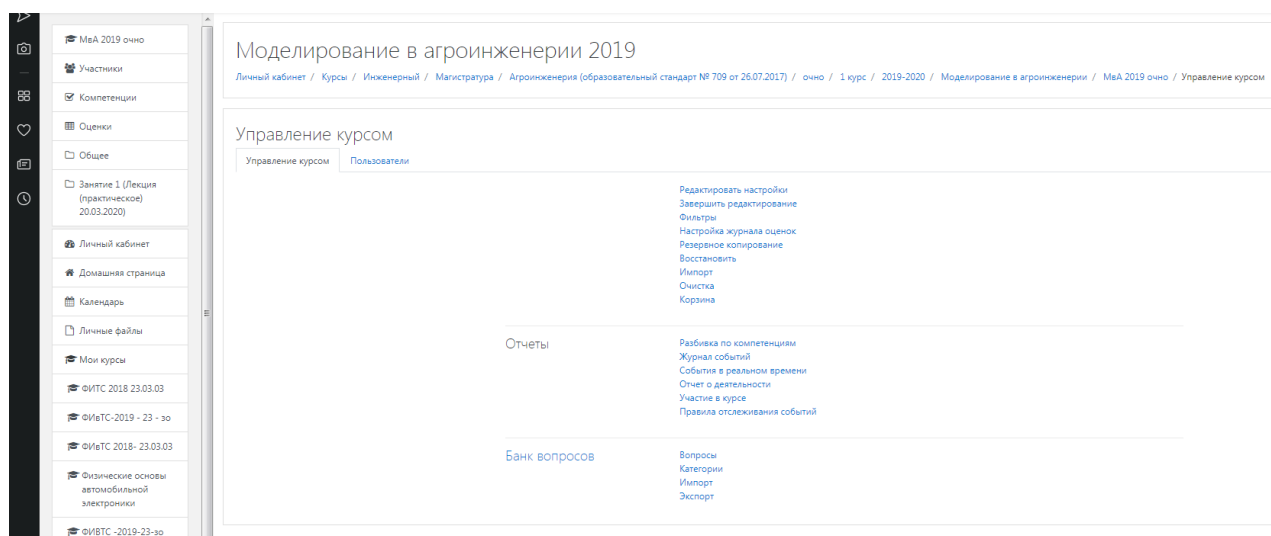 МвА 2019 очно
Участники
Компетенции
Оценки
Общее
Занятие 1 (Лекция
(практическое)
20.03.2020)
Личный кабинет
Домашняя страница
Календарь
Личные файлы
Мои курсы
ФИТС 2018 23.03.03
ФИвТС-2019 - 23 - зо
ФИвТС 2018- 23.03.03
Физические основы
автомобильной
электроники
ФИВТС -2019-23-зо
Моделирование в агроинженерии 2019
Личный кабинет / Курсы / Инженерный / Магистратура / Агроинженерия (образовательный стандарт № 709 от 26.07.2017) / очно / 1 курс / 2019-2020 / Моделирование в агроинженерии / МвА 2019 очно / Управление курсом
Управление курсом
Управление курсом Пользователи
Редактировать настройки
Завершить редактирование
Фильтры
Настройка журнала оценок
Резервное копирование
Восстановить
Импорт
Очистка
Корзина
Отчеты
Разбивка по компетенциям
Журнал событий
События в реальном времени
Отчет о деятельности
Участие в курсе
Правила отслеживания событий
Банк вопросов
Вопросы
Категории
Импорт
Экспорт